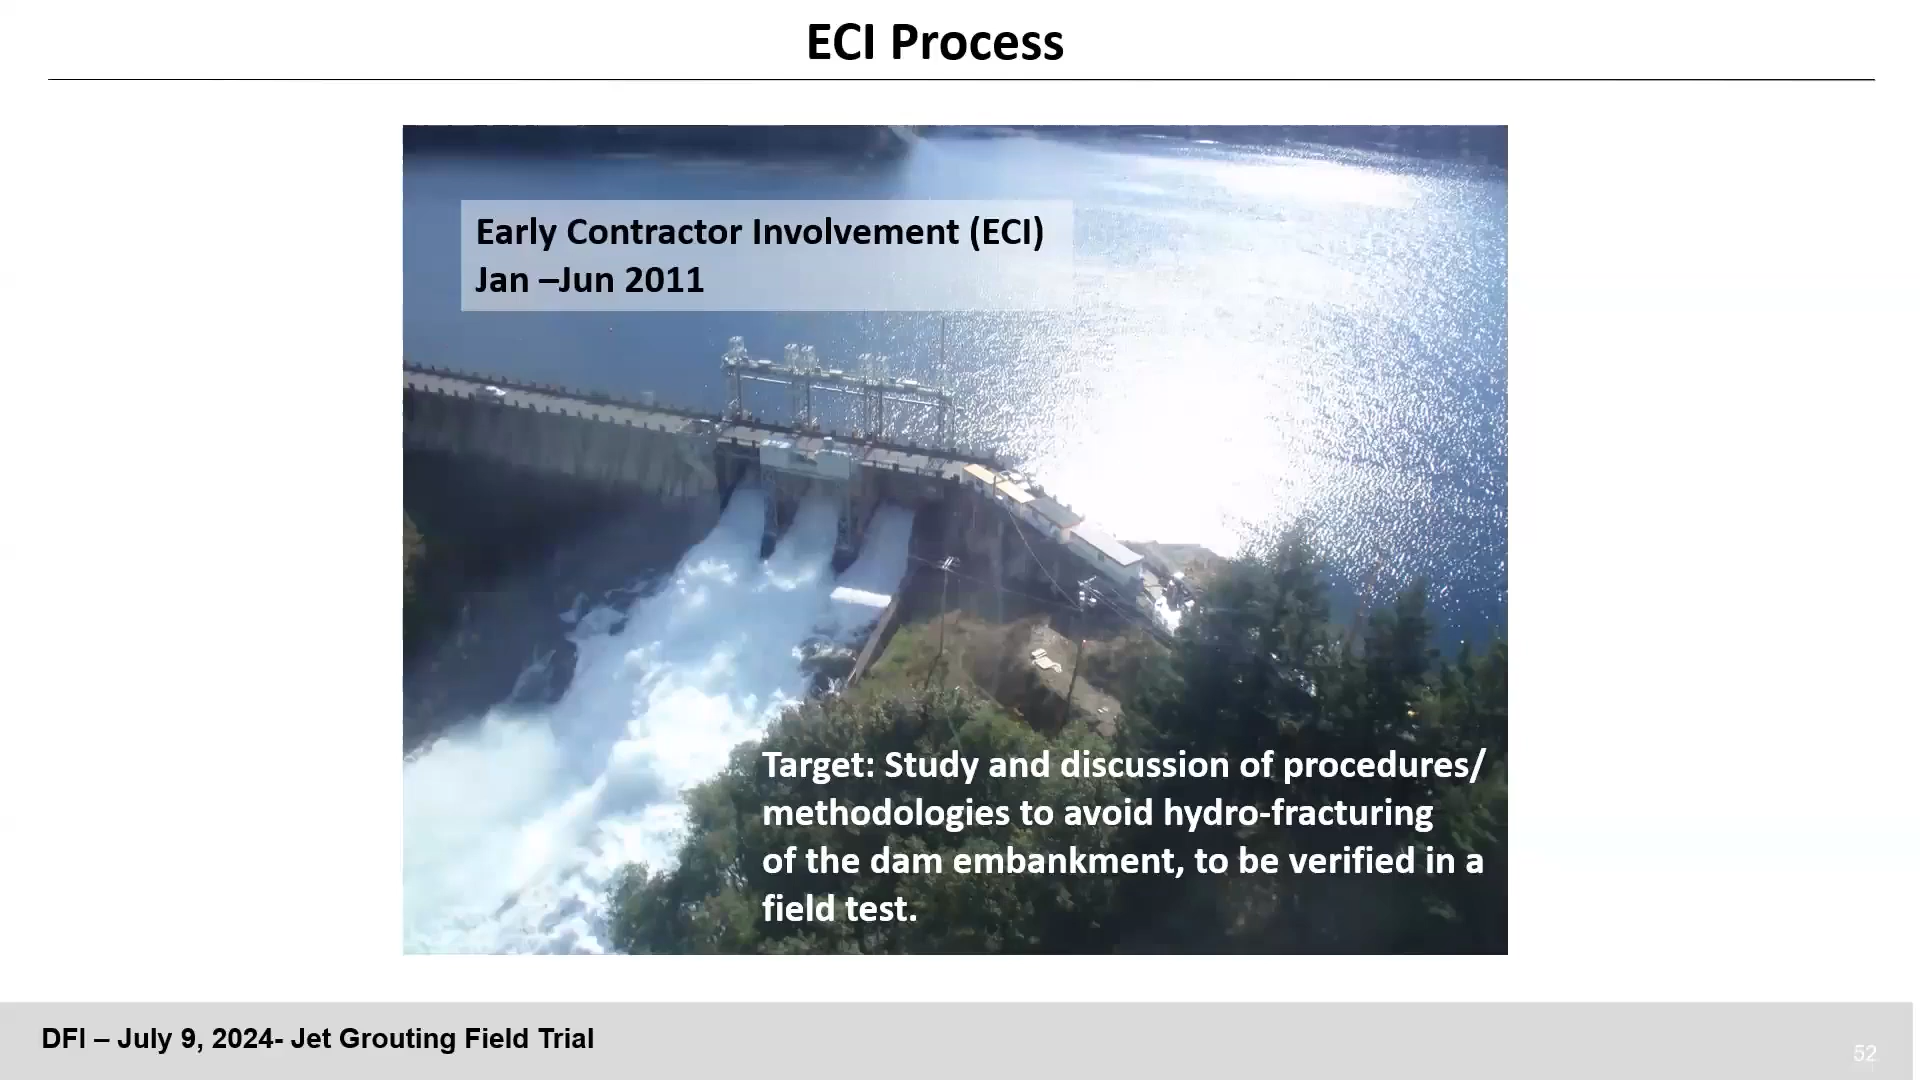 ECI Process
Early Contractor Involvement (ECI)
Jan –Jun 2011
Target: Study and discussion of procedures/
methodologies to avoid hydro-fracturing
of the dam embankment, to be verified in a
field test.
DFI – July 9, 2024- Jet Grouting Field Trial
52